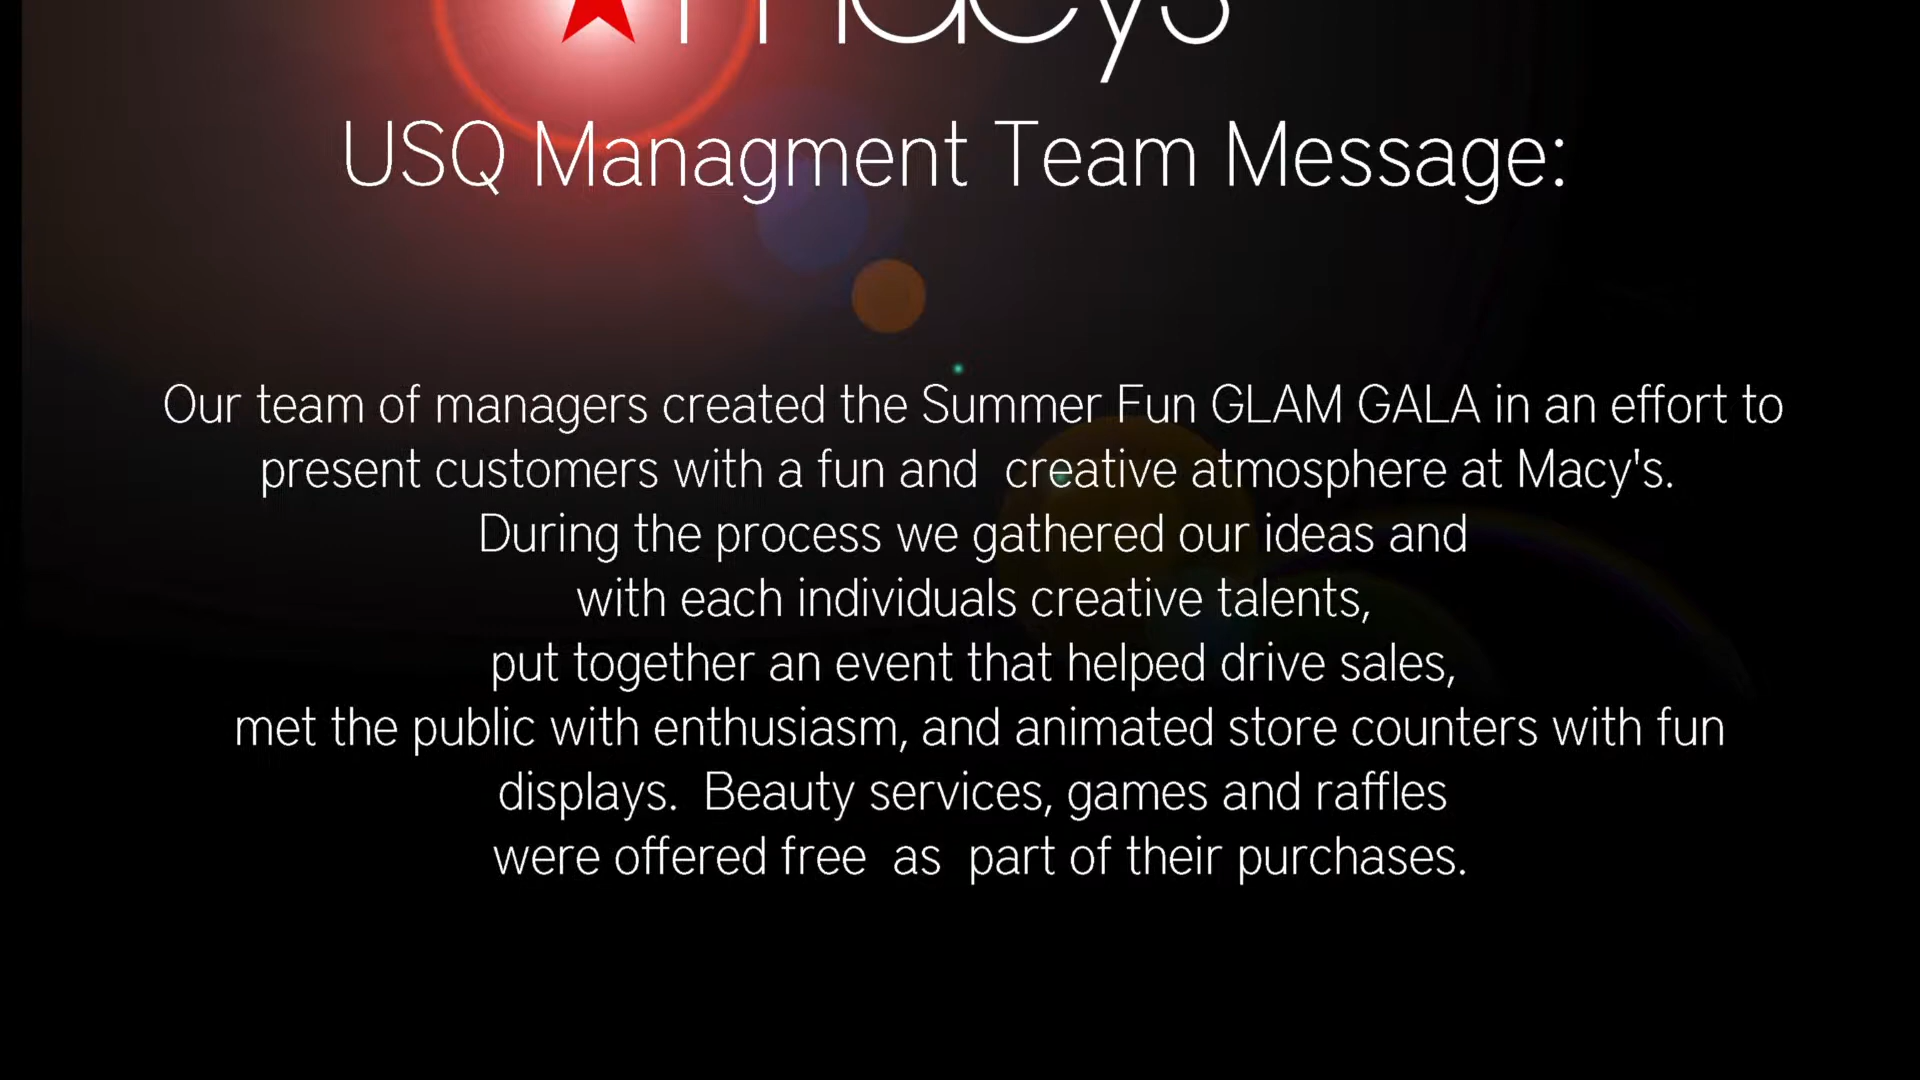 macys
USQ Managment Team Message:
Our team of managers created the Summer Fun GLAM GALA in an effort to
present customers with a fun and  creative atmosphere at Macy's.
During the process we gathered our ideas and
with each individuals creative talents,
put together an event that helped drive sales,
met the public with enthusiasm, and animated store counters with fun
displays.  Beauty services, games and raffles
were offered free  as  part of their purchases.